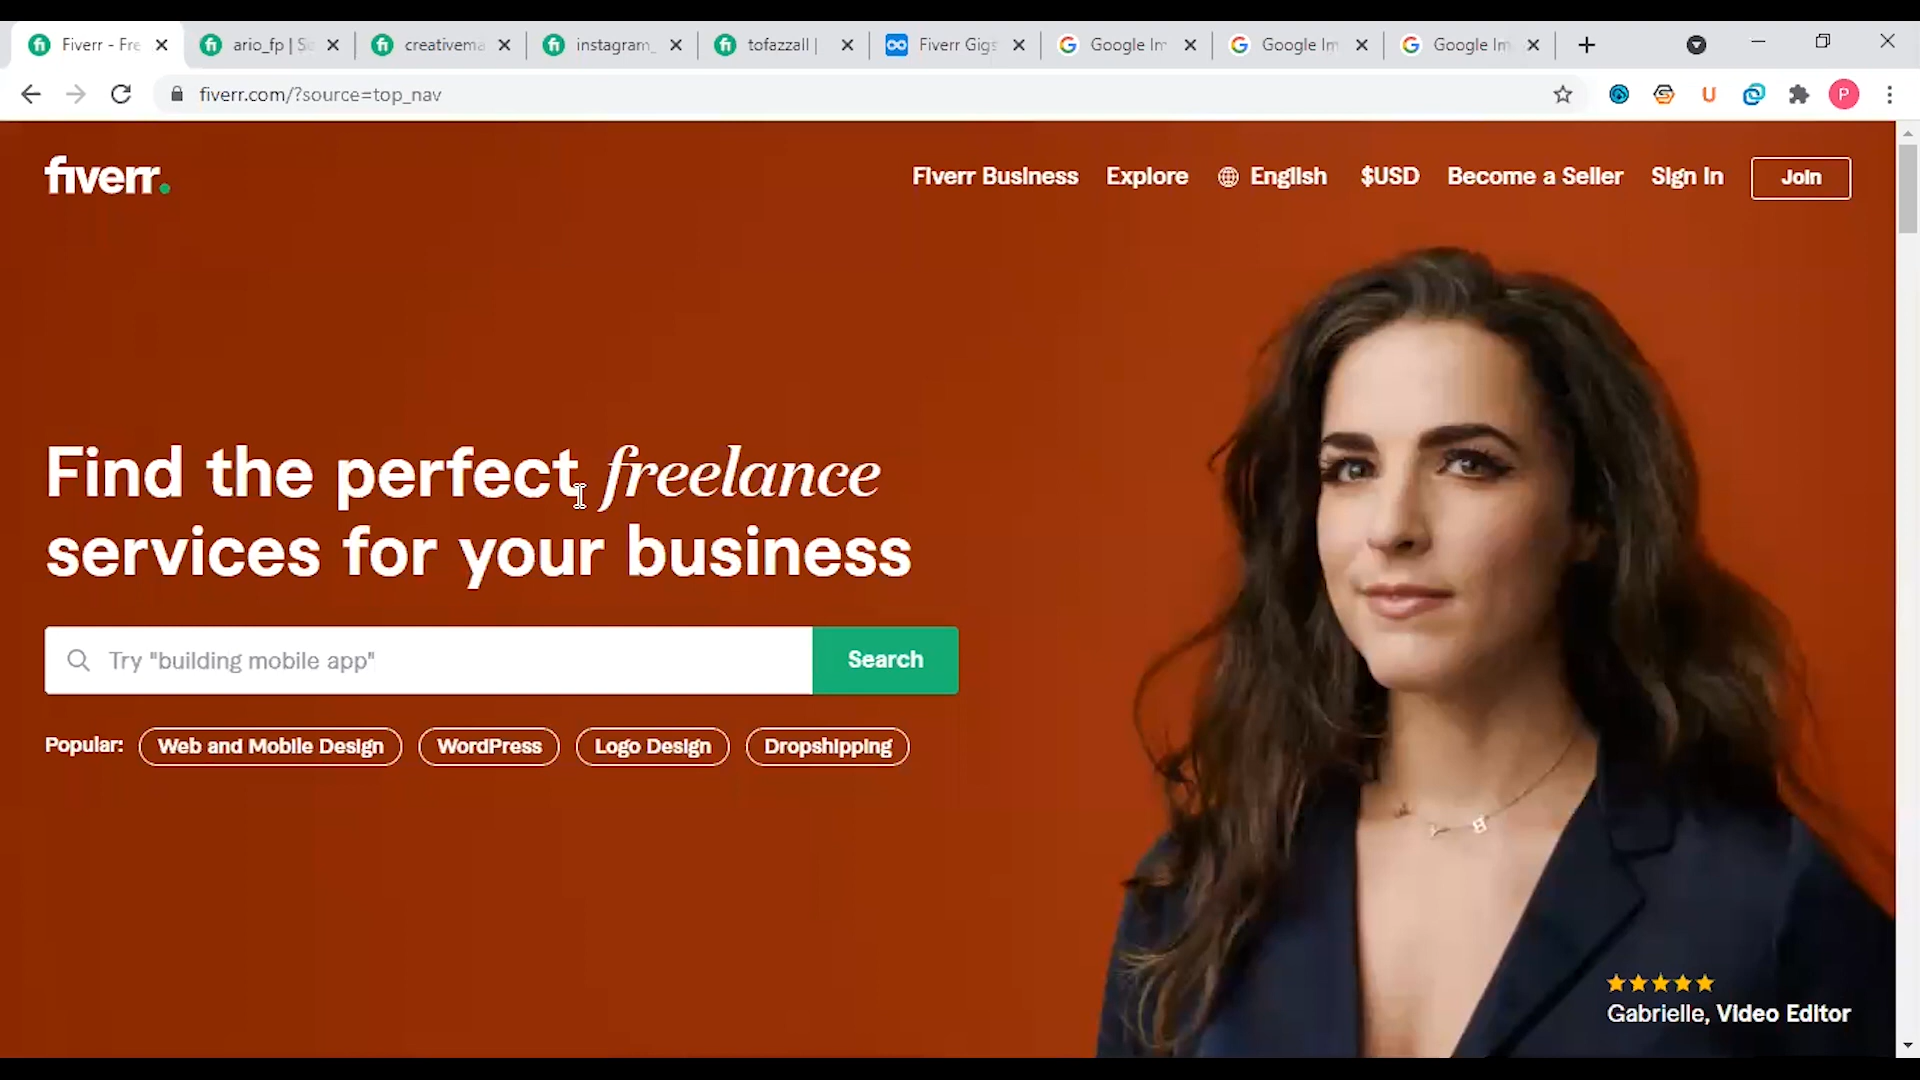 Fiverr - Fre
ario_fp | Se
creativema
instagram_
tofazzall |
Fiverr Gigs
Google Im
Google Im
Google Im
fiverr.com/?source=top_nav
U
P
fiverr.
Fiverr Business
Explore
English
$USD
Become a Seller
Sign In
Join
Find the perfect freelance
services for your business
Try "building mobile app"
Search
Popular:
Web and Mobile Design
WordPress
Logo Design
Dropshipping
Gabrielle, Video Editor